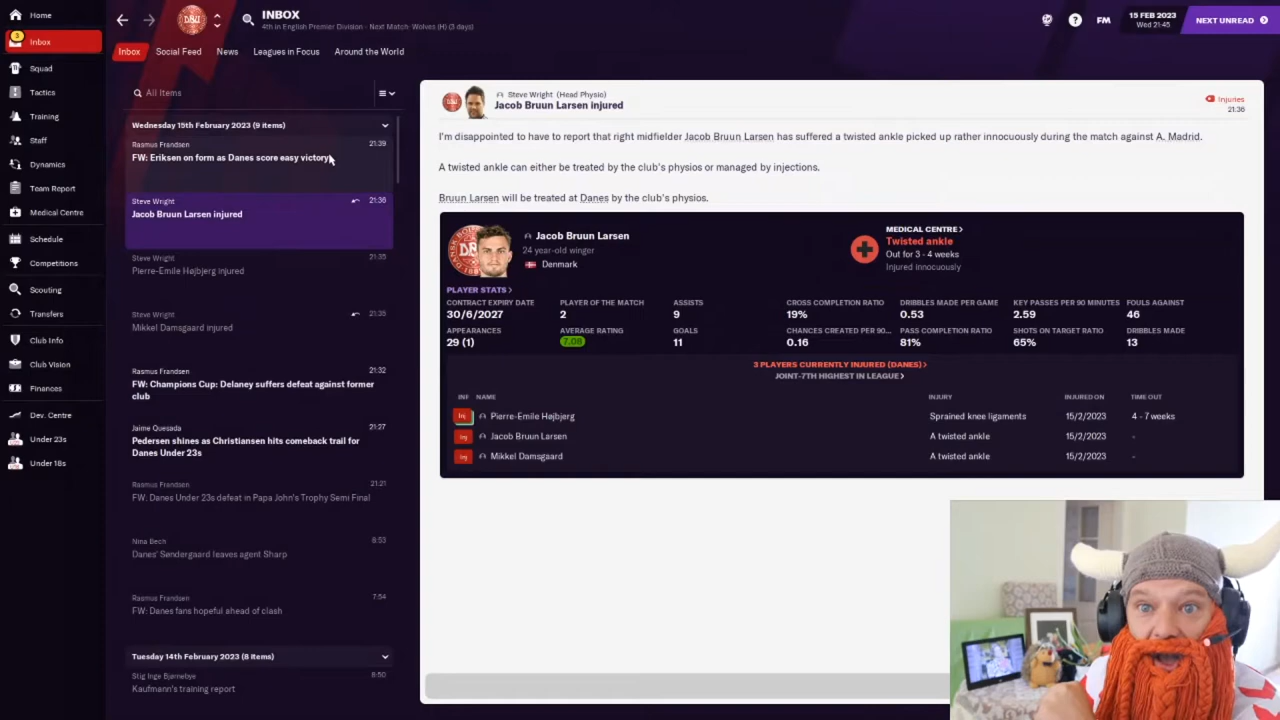 Home
INBOX
4th in English Premier Division - Next Match: Wolves (H) (3 days)
FM
15 FEB 2023
Wed 21:45
NEXT UNREAD
3
Inbox
Inbox
Social Feed
News
Leagues in Focus
Around the World
Squad
Tactics
Training
Staff
Dynamics
Team Report
Medical Centre
Schedule
Competitions
Scouting
Transfers
Club Info
Club Vision
Finances
Dev. Centre
Under 23s
Under 18s
All Items
Wednesday 15th February 2023 (9 items)
Rasmus Frandsen 21:39
FW: Eriksen on form as Danes score easy victory
Steve Wright 21:36
Jacob Bruun Larsen injured
Steve Wright 21:35
Pierre-Emile Højbjerg injured
Steve Wright 21:35
Mikkel Damsgaard injured
Rasmus Frandsen 21:32
FW: Champions Cup: Delaney suffers defeat against former
club
Jaime Quesada 21:27
Pedersen shines as Christiansen hits comeback trail for
Danes Under 23s
Rasmus Frandsen 21:21
FW: Danes Under 23s defeat in Papa John's Trophy Semi Final
Nina Bech 8:53
Danes' Søndergaard leaves agent Sharp
Rasmus Frandsen 7:54
FW: Danes fans hopeful ahead of clash
Tuesday 14th February 2023 (8 items)
Stig Inge Bjørnebye 8:50
Kaufmann's training report
Steve Wright (Head Physio)
Jacob Bruun Larsen injured
Injuries
21:36
I'm disappointed to have to report that right midfielder Jacob Bruun Larsen has suffered a twisted ankle picked up rather innocuously during the match against A. Madrid.
A twisted ankle can either be treated by the club's physios or managed by injections.
Bruun Larsen will be treated at Danes by the club's physios.
Jacob Bruun Larsen
24 year-old winger
Denmark
MEDICAL CENTRE >
Twisted ankle
Out for 3 - 4 weeks
Injured innocuously
PLAYER STATS >
CONTRACT EXPIRY DATE PLAYER OF THE MATCH ASSISTS CROSS COMPLETION RATIO DRIBBLES MADE PER GAME KEY PASSES PER 90 MINUTES FOULS AGAINST
30/6/2027 2 9 19% 0.53 2.59 46
APPEARANCES AVERAGE RATING GOALS CHANCES CREATED PER 90... PASS COMPLETION RATIO SHOTS ON TARGET RATIO DRIBBLES MADE
29 (1) 7.08 11 0.16 81% 65% 13
3 PLAYERS CURRENTLY INJURED (DANES) >
JOINT-7TH HIGHEST IN LEAGUE >
INF NAME INJURY INJURED ON TIME OUT
Inj Pierre-Emile Højbjerg Sprained knee ligaments 15/2/2023 4 - 7 weeks
Inj Jacob Bruun Larsen A twisted ankle 15/2/2023 -
Inj Mikkel Damsgaard A twisted ankle 15/2/2023 -